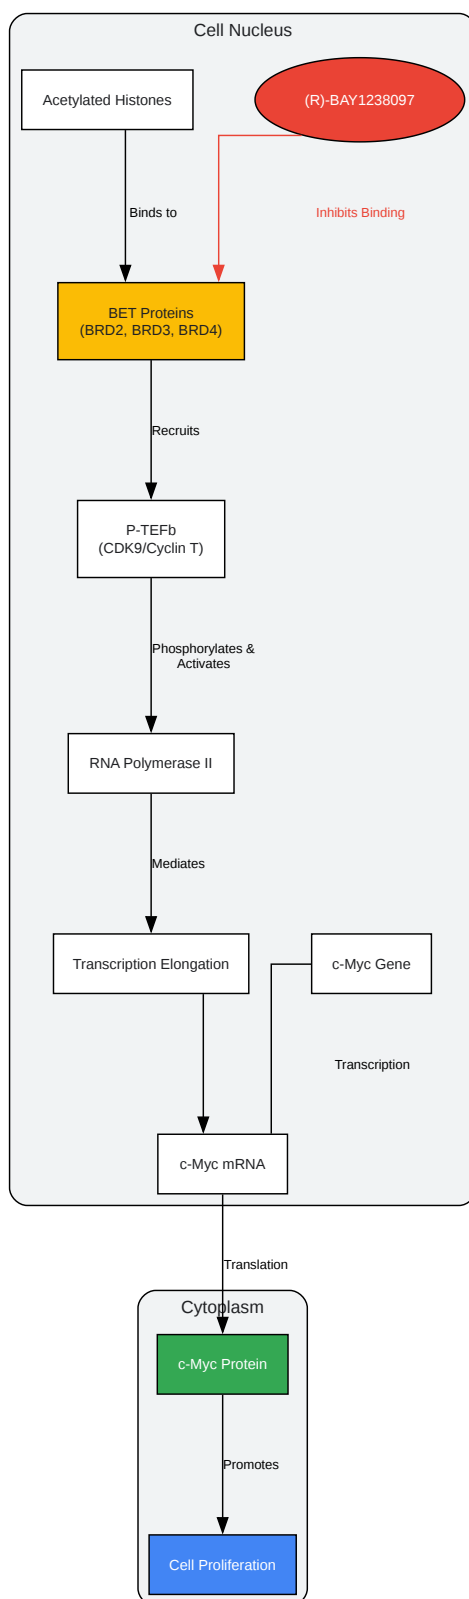 Cell Nucleus
Acetylated Histones
(R)-BAY1238097
Binds to
Inhibits Binding
BET Proteins
(BRD2, BRD3, BRD4)
Recruits
P-TEFb
(CDK9/Cyclin T)
Phosphorylates &
Activates
RNA Polymerase II
Mediates
Transcription Elongation
c-Myc Gene
Transcription
c-Myc mRNA
Translation
Cytoplasm
c-Myc Protein
Promotes
Cell Proliferation